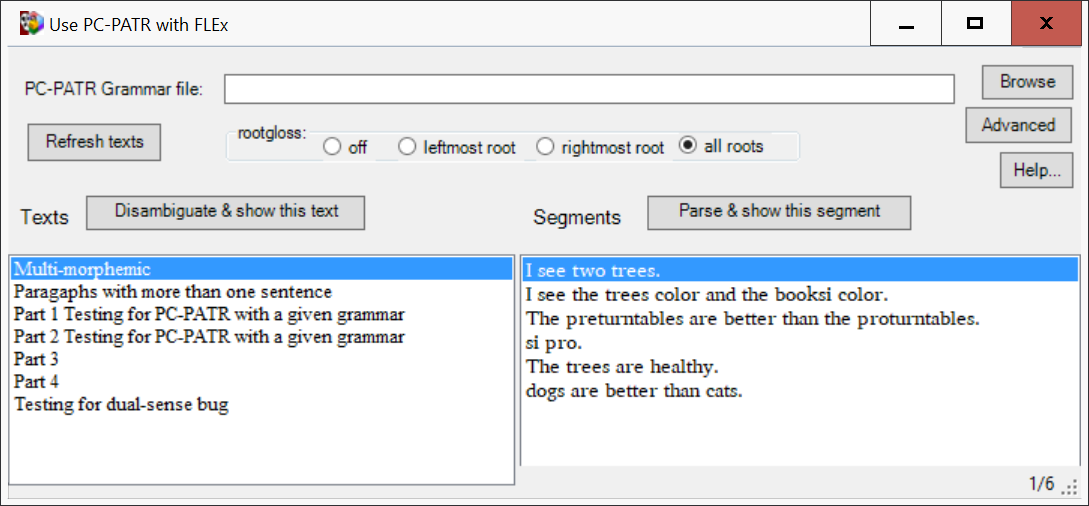 Use PC-PATR with FLEx
PC-PATR Grammar file:
Browse
Advanced
Refresh texts
rootgloss:
off
leftmost root
rightmost root
all roots
Help...
Texts
Disambiguate & show this text
Segments
Parse & show this segment
Multi-morphemic
Paragaphs with more than one sentence
Part 1 Testing for PC-PATR with a given grammar
Part 2 Testing for PC-PATR with a given grammar
Part 3
Part 4
Testing for dual-sense bug
I see two trees.
I see the trees color and the booksi color.
The preturntables are better than the proturntables.
si pro.
The trees are healthy.
dogs are better than cats.
1/6